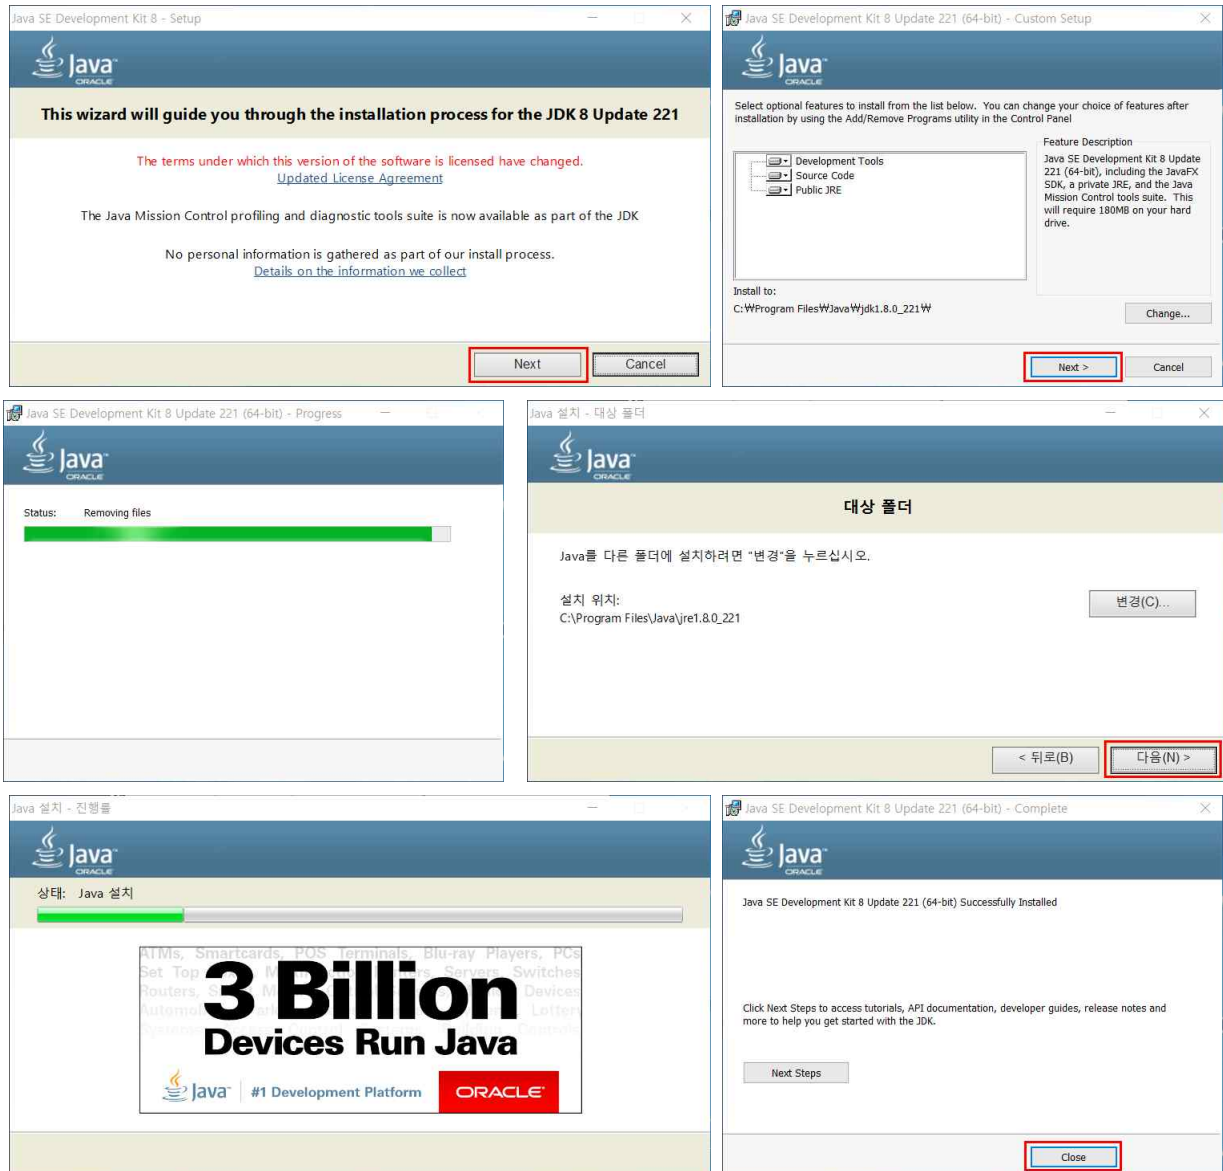 Java SE Development Kit 8 - Setup
Java
ORACLE
This wizard will guide you through the installation process for the JDK 8 Update 221
The terms under which this version of the software is licensed have changed.
Updated License Agreement
The Java Mission Control profiling and diagnostic tools suite is now available as part of the JDK
No personal information is gathered as part of our install process.
Details on the information we collect
Next
Cancel
Java SE Development Kit 8 Update 221 (64-bit) - Custom Setup
Java
ORACLE
Select optional features to install from the list below. You can change your choice of features after
installation by using the Add/Remove Programs utility in the Control Panel
Development Tools
Source Code
Public JRE
Feature Description
Java SE Development Kit 8 Update
221 (64-bit), including the JavaFX
SDK, a private JRE, and the Java
Mission Control tools suite. This
will require 180MB on your hard
drive.
Install to:
C:₩Program Files₩Java₩jdk1.8.0_221₩
Change...
Next >
Cancel
Java SE Development Kit 8 Update 221 (64-bit) - Progress
Java
ORACLE
Status: Removing files
Java 설치 - 대상 폴더
Java
ORACLE
대상 폴더
Java를 다른 폴더에 설치하려면 "변경"을 누르십시오.
설치 위치:
C:\Program Files\Java\jre1.8.0_221
변경(C)...
< 뒤로(B)
다음(N) >
Java 설치 - 진행률
Java
ORACLE
상태: Java 설치
ATMs, Smartcards, POS Terminals, Blu-ray Players, PCs
Set Top Servers, Switches
Routers, Devices
3 Billion
Devices Run Java
Java #1 Development Platform ORACLE
Java SE Development Kit 8 Update 221 (64-bit) - Complete
Java
ORACLE
Java SE Development Kit 8 Update 221 (64-bit) Successfully Installed
Click Next Steps to access tutorials, API documentation, developer guides, release notes and
more to help you get started with the JDK.
Next Steps
Close